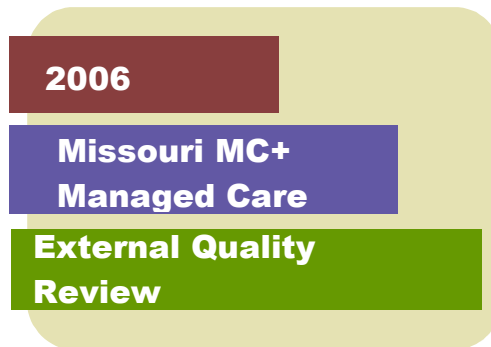 2006
Missouri MC+
Managed Care
External Quality
Review